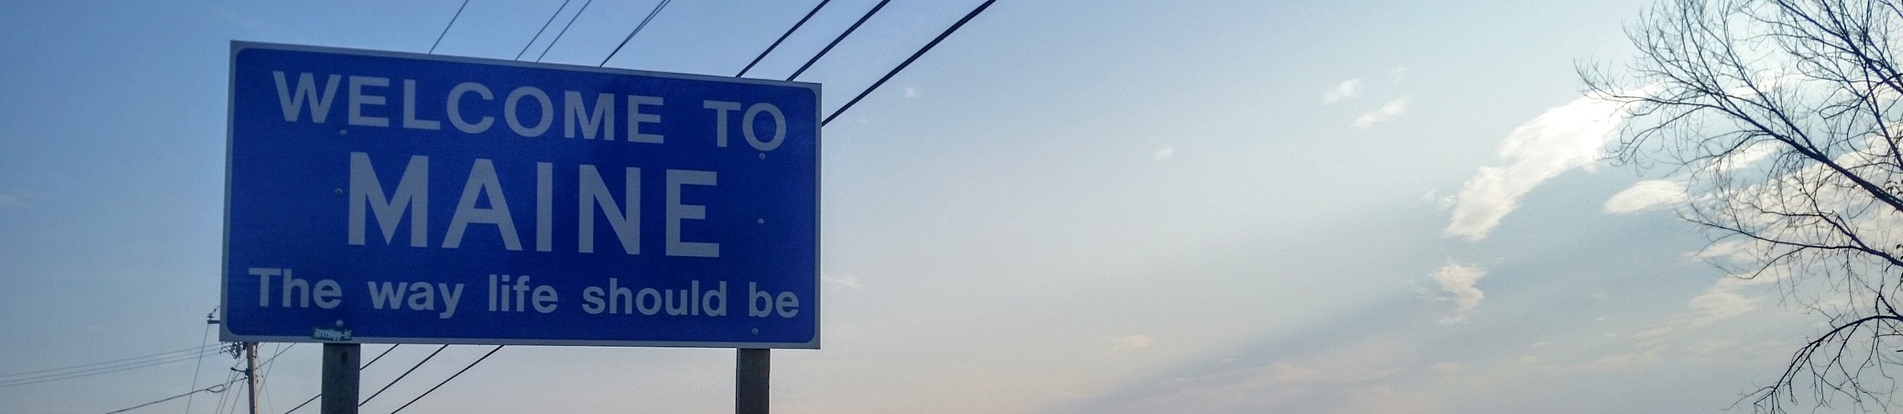 WELCOME TO
MAINE
The way life should be